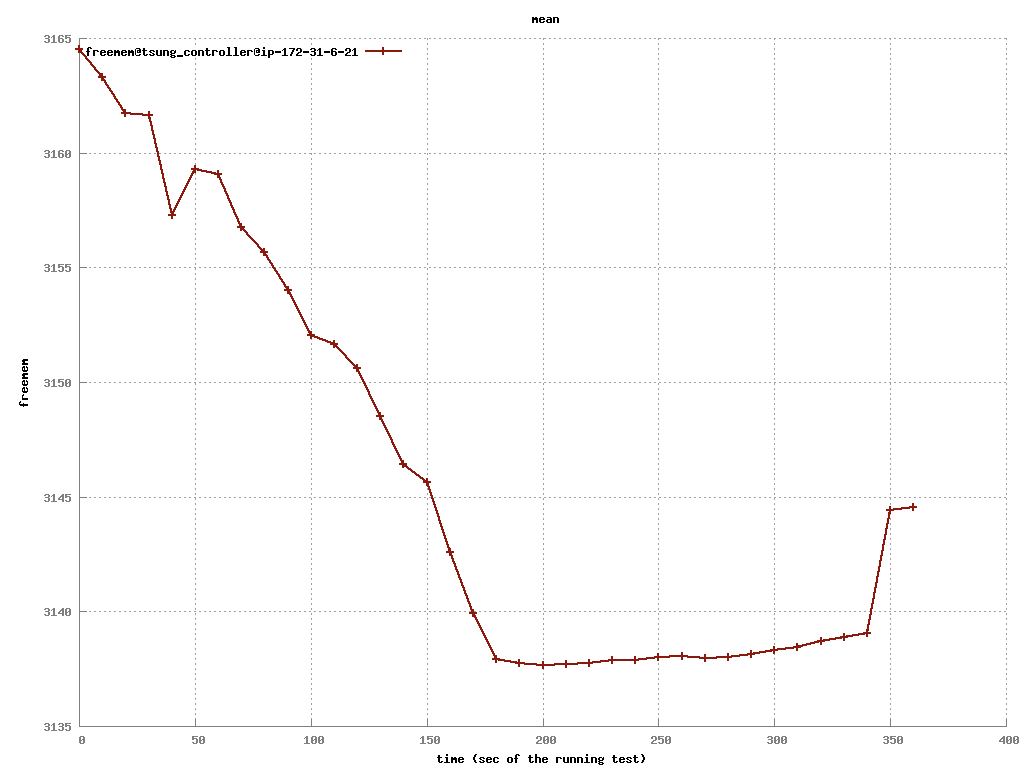 mean
3165
freemem@tsung_controller@ip-172-31-6-21
3160
3155
3150
freemem
3145
3140
3135
0 50 100 150 200 250 300 350 400
time (sec of the running test)